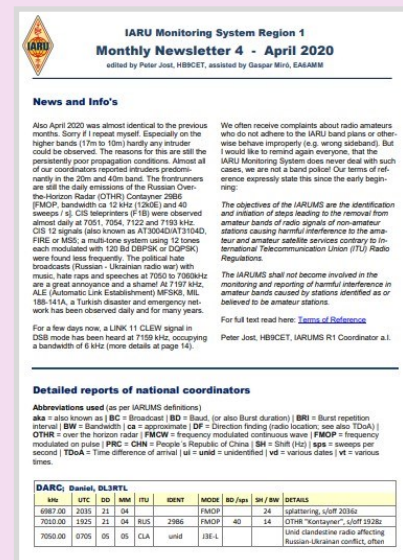 IARU
IARU Monitoring System Region 1
Monthly Newsletter 4 - April 2020
edited by Peter Jost, HB9CET, assisted by Gaspar Miró, EA6AMM
News and Info's
Also April 2020 was almost identical to the previous
months. Sorry if I repeat myself. Especially on the
higher bands (17m to 10m) hardly any intruder
could be observed. The reasons for this are still the
persistently poor propagation conditions. Almost all
of our coordinators reported intruders predomi-
nantly in the 20m and 40m band. The frontrunners
are still the daily emissions of the Russian Over-
the-Horizon Radar (OTHR) Contayner 29B6
[FMOP, bandwidth ca 12 kHz (12k0E) and 40
sweeps / s]. CIS teleprinters (F1B) were observed
almost daily at 7051, 7054, 7122 and 7193 kHz
CIS 12 signals (also known as AT3004D/AT3104D,
FIRE or MS5; a multi-tone system using 12 tones
each modulated with 120 Bd DBPSK or DQPSK)
were found less frequently. The political hate
broadcasts (Russian - Ukrainian radio war) with
music, hate raps and speeches at 7050 to 7060kHz
are a great annoyance and a shame! At 7197 kHz,
ALE (Automatic Link Establishment) MFSK8, MIL
188-141A, a Turkish disaster and emergency net-
work has been observed daily and for many years.
For a few days now, a LINK 11 CLEW signal in
DSB mode has been heard at 7159 kHz, occupying
a bandwidth of 6 kHz (more details at page 14).
We often receive complaints about radio amateurs
who do not adhere to the IARU band plans or other-
wise behave improperly (e.g. wrong sideband). But
I would like to remind again everyone, that the
IARU Monitoring System does never deal with such
cases, we are not a band police! Our terms of ref-
erence expressly state this since the early begin-
ning:
The objectives of the IARUMS are the identification
and initiation of steps leading to the removal from
amateur bands of radio signals of non-amateur
stations causing harmful interference to the ama-
teur and amateur satellite services contrary to In-
ternational Telecommunication Union (ITU) Radio
Regulations.
The IARUMS shall not become involved in the
monitoring and reporting of harmful interference in
amateur bands caused by stations identified as or
believed to be amateur stations.
For full text read here: Terms of Reference
Peter Jost, HB9CET, IARUMS R1 Coordinator a.I.
Detailed reports of national coordinators
Abbreviations used (as per IARUMS definitions)
aka = also known as | BC = Broadcast | BD = Baud, (or also Burst duration) | BRI = Burst repetition
interval | BW = Bandwidth | ca = approximate | DF = Direction finding (radio location; see also TDoA) |
OTHR = over the horizon radar | FMCW = frequency modulated continuous wave | FMOP = frequency
modulated on pulse | PRC = CHN = People's Republic of China | SH = Shift (Hz) | sps = sweeps per
second | TDoA = Time difference of arrival | ui = unid = unidentified | vd = various dates | vt = various
times.
DARC; Daniel, DL3RTL
kHz UTC DD MM ITU IDENT MODE BD /sps SH / BW DETAILS
6987.00 2035 21 04 FMOP 24 splattering, s/off 2036z
7010.00 1925 21 04 RUS 29B6 FMOP 40 14 OTHR "Kontayner", s/off 1928z
7050.00 0705 05 05 CLA unid J3E-L Unid clandestine radio affecting
Russian-Ukrainan conflict, often